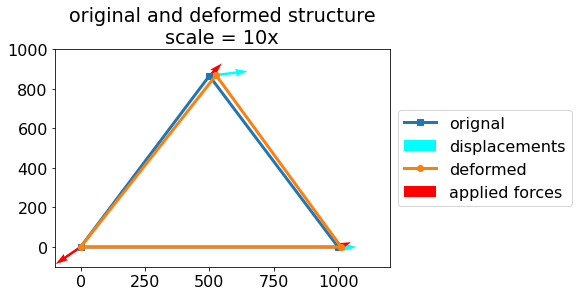 original and deformed structure
scale = 10x
1000
800
600
400
200
0
0
250
500
750
1000
orignal
displacements
deformed
applied forces